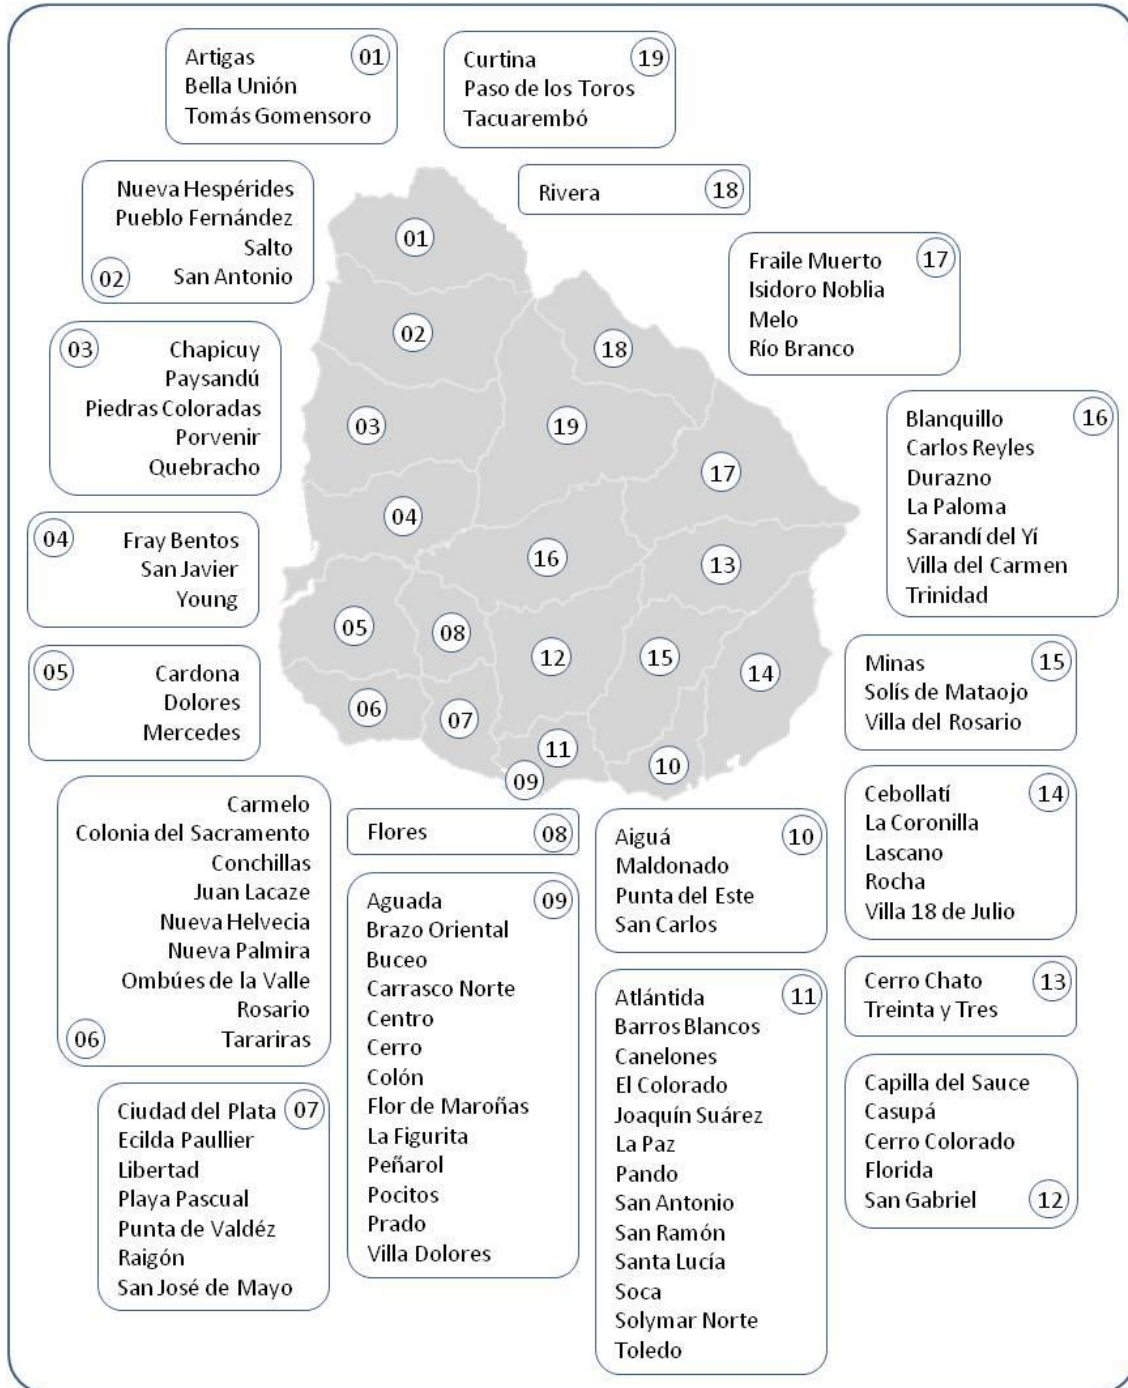 Artigas 01
Bella Unión
Tomás Gomensoro
Curtina 19
Paso de los Toros
Tacuarembó
Nueva Hespérides
Pueblo Fernández
Salto
02 San Antonio
Rivera 18
Fraile Muerto 17
Isidoro Noblia
Melo
Río Branco
03 Chapicuy
Paysandú
Piedras Coloradas
Porvenir
Quebracho
Blanquillo 16
Carlos Reyles
Durazno
La Paloma
Sarandí del Yí
Villa del Carmen
Trinidad
04 Fray Bentos
San Javier
Young
05 Cardona
Dolores
Mercedes
01
02
18
03
19
17
04
16
13
05
08
12
15
14
06
07
11
10
09
Minas 15
Solís de Mataojo
Villa del Rosario
Carmelo
Colonia del Sacramento
Conchillas
Juan Lacaze
Nueva Helvecia
Nueva Palmira
Ombúes de la Valle
Rosario
06 Tarariras
Flores 08
Aiguá 10
Maldonado
Punta del Este
San Carlos
Cebollatí 14
La Coronilla
Lascano
Rocha
Villa 18 de Julio
Aguada 09
Brazo Oriental
Buceo
Carrasco Norte
Centro
Cerro
Colón
Flor de Maroñas
La Figurita
Peñarol
Pocitos
Prado
Villa Dolores
Atlántida 11
Barros Blancos
Canelones
El Colorado
Joaquín Suárez
La Paz
Pando
San Antonio
San Ramón
Santa Lucía
Soca
Solymar Norte
Toledo
Cerro Chato 13
Treinta y Tres
Capilla del Sauce
Casupá
Cerro Colorado
Florida
San Gabriel 12
Ciudad del Plata 07
Ecilda Paullier
Libertad
Playa Pascual
Punta de Valdéz
Raigón
San José de Mayo